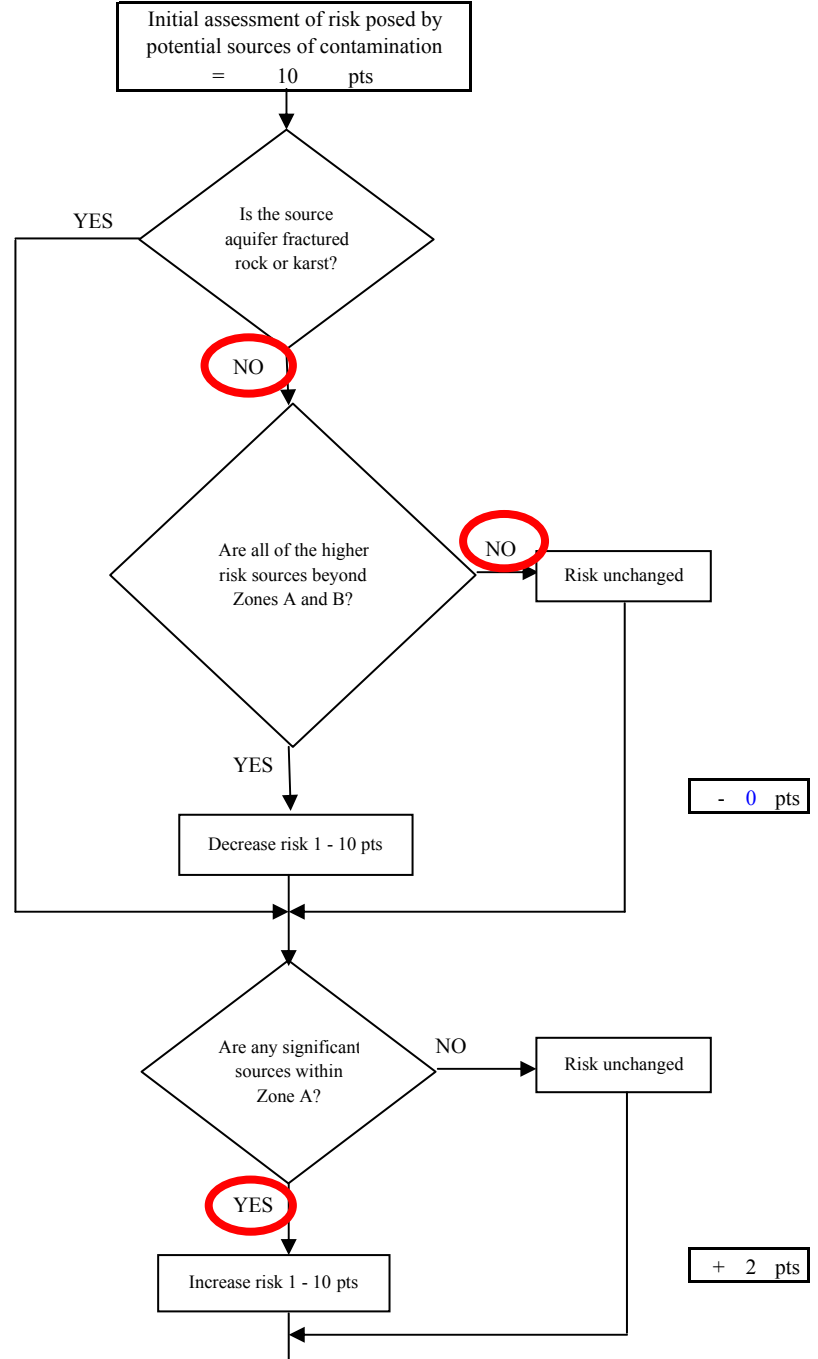 Initial assessment of risk posed by
potential sources of contamination
= 10 pts
YES
Is the source
aquifer fractured
rock or karst?
NO
Are all of the higher
risk sources beyond
Zones A and B?
NO
Risk unchanged
YES
- 0 pts
Decrease risk 1 - 10 pts
Are any significant
sources within
Zone A?
NO
Risk unchanged
YES
+ 2 pts
Increase risk 1 - 10 pts